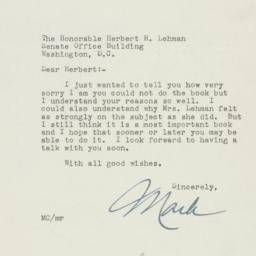 The Honorable Herbert H. Lehman
Senate Office Building
Washington, D.C.
Dear Herbert:-
I just wanted to tell you how very
sorry I am you could not do the book but
I understand your reasons so well. I
could also understand why Mrs. Lehman felt
as strongly on the subject as she did. But
I still think it is a most important book
and I hope that sooner or later you may be
able to do it. I look forward to having a
talk with you soon.
With all good wishes.
Sincerely,
Mark
MC/mr